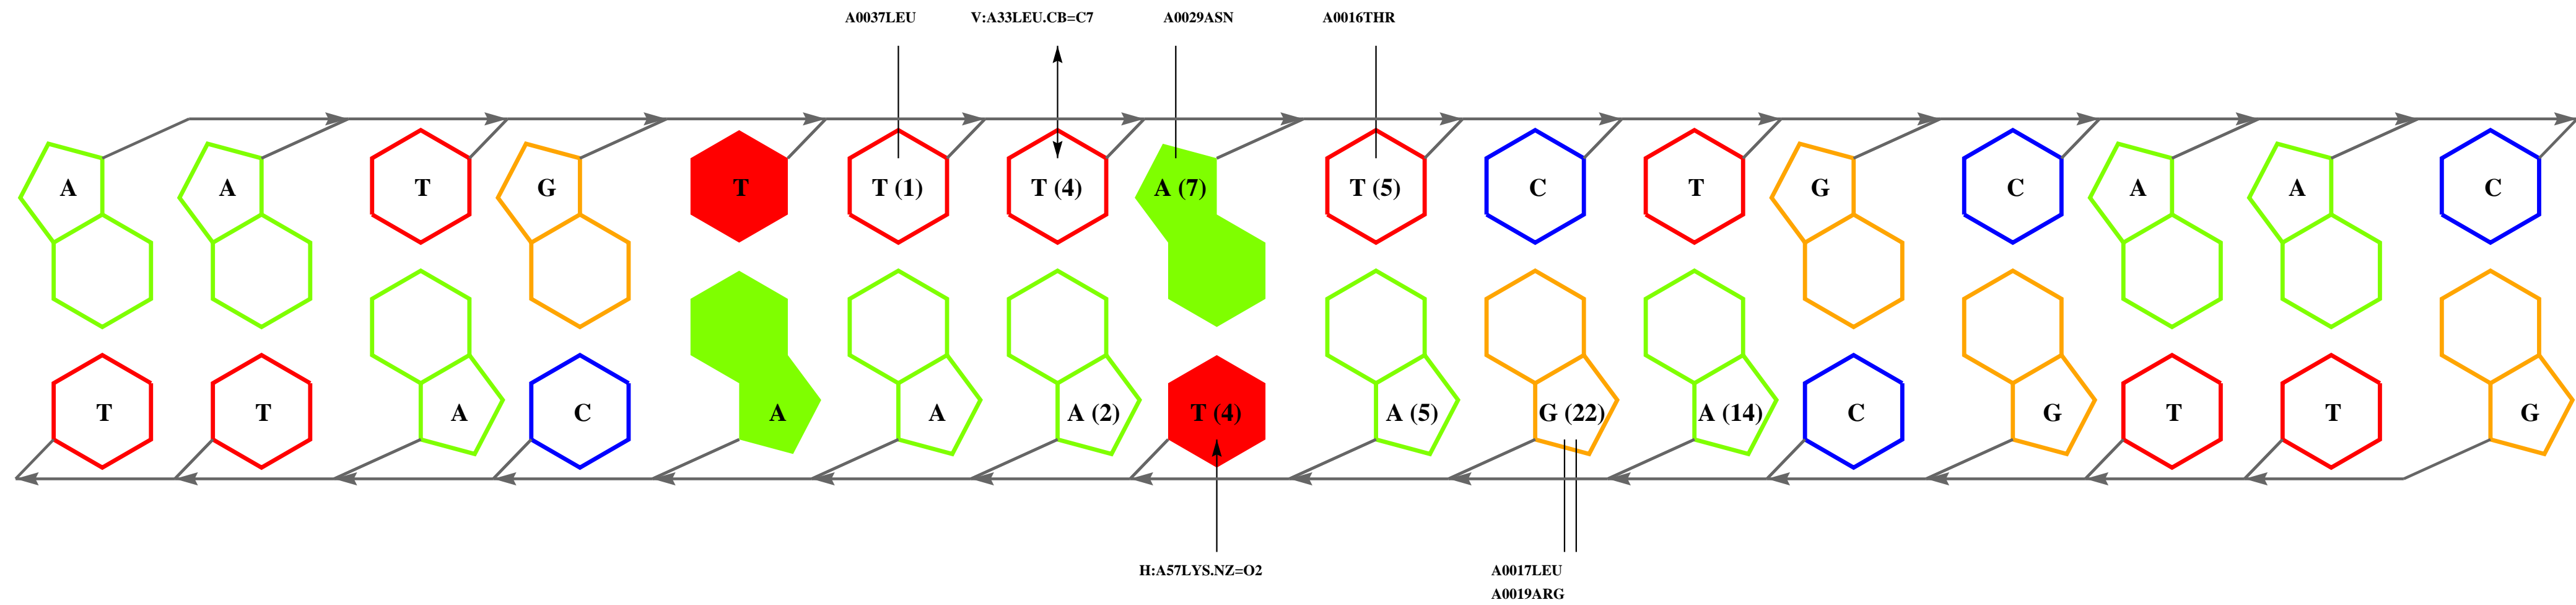 A0037LEU V:A33LEU.CB=C7 A0029ASN A0016THR
A A T G T T (1) T (4) A (7) T (5) C T G C A A C
T T A C A A A (2) T (4) A (5) G (22) A (14) C G T T G
H:A57LYS.NZ=O2 A0017LEU
A0019ARG